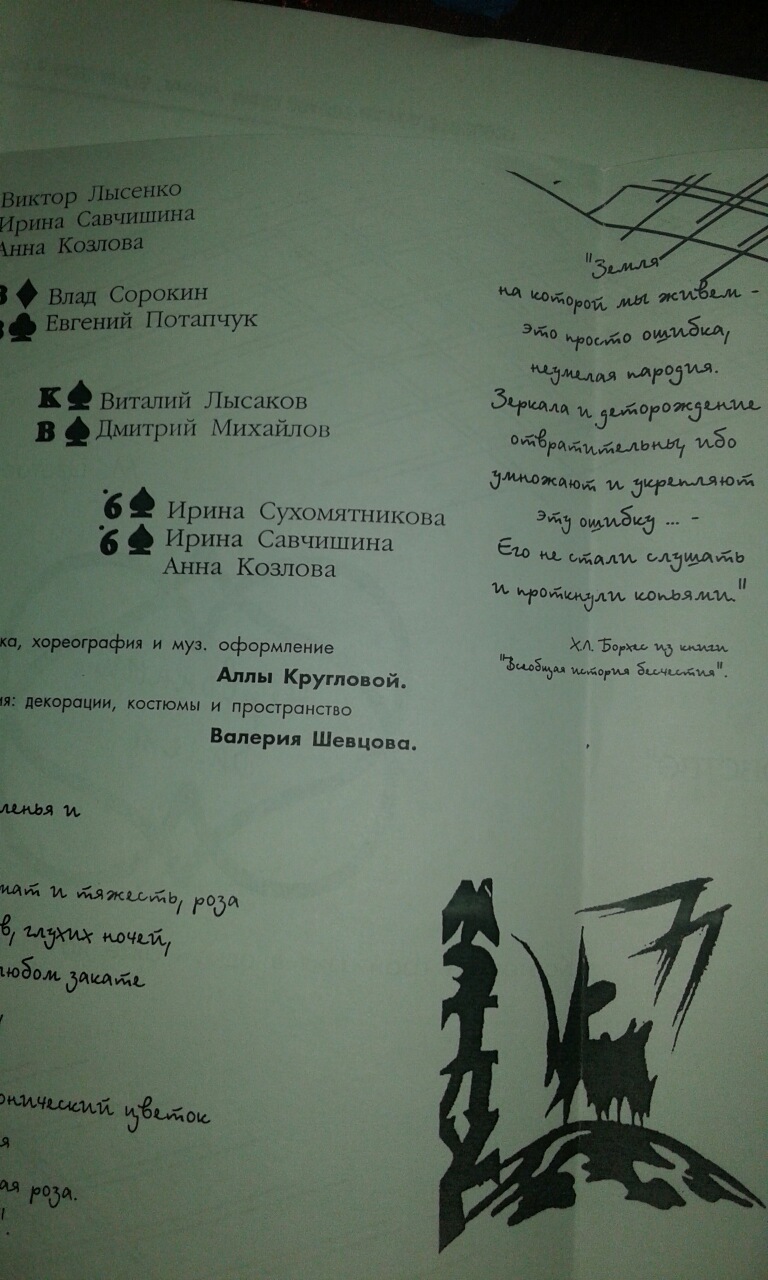 Виктор Лысенко
Ирина Савчишина
Анна Козлова
В♦ Влад Сорокин
В♣ Евгений Потапчук
К♠ Виталий Лысаков
В♠ Дмитрий Михайлов
6♠ Ирина Сухомятникова
6♠ Ирина Савчишина
Анна Козлова
ка, хореография и муз. оформление
Аллы Кругловой.
ия: декорации, костюмы и пространство
Валерия Шевцова.
ленья и
мат и тяжесть, роза
в, глухих ночей,
любом закате
онический цветок
я
ая роза.
"Земля
на которой мы живем -
это просто ошибка,
неумелая пародия.
Зеркала и деторождение
отвратительны, ибо
умножают и укрепляют
эту ошибку ... -
Его не стали слушать
и проткнули копьями."
Х.Л. Борхес из книги
"Всеобщая история бесчестия".